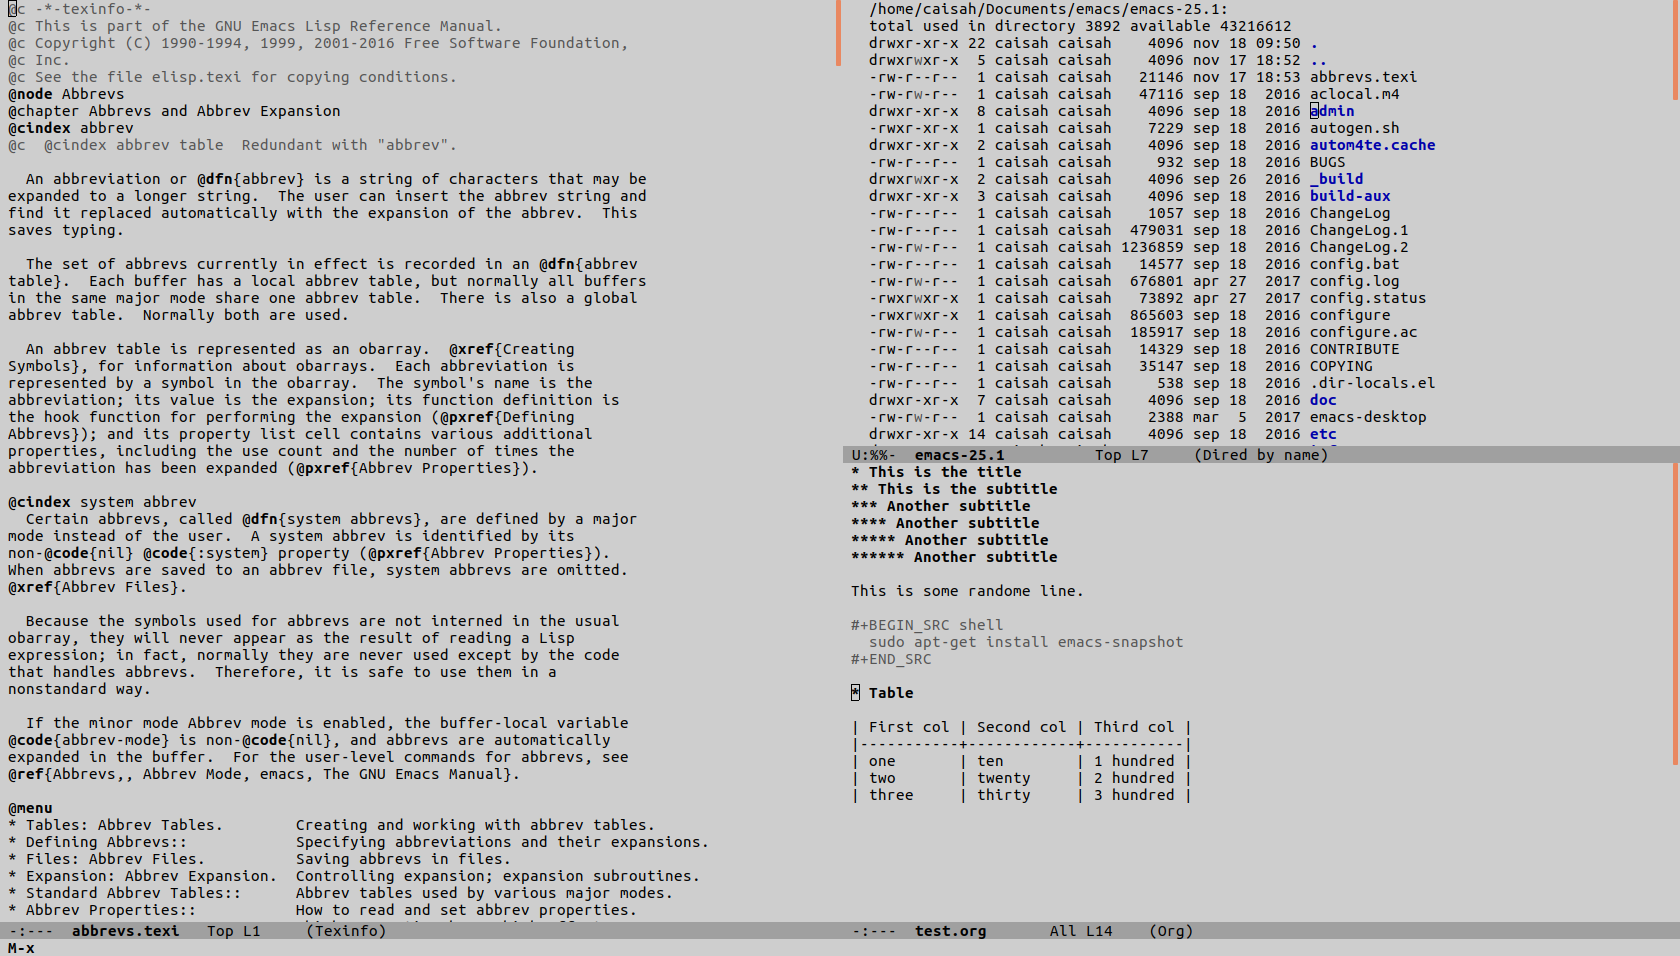 @c -*-texinfo-*-
@c This is part of the GNU Emacs Lisp Reference Manual.
@c Copyright (C) 1990-1994, 1999, 2001-2016 Free Software Foundation,
@c Inc.
@c See the file elisp.texi for copying conditions.
@node Abbrevs
@chapter Abbrevs and Abbrev Expansion
@cindex abbrev
@c  @cindex abbrev table  Redundant with "abbrev".
  An abbreviation or @dfn{abbrev} is a string of characters that may be
expanded to a longer string.  The user can insert the abbrev string and
find it replaced automatically with the expansion of the abbrev.  This
saves typing.
  The set of abbrevs currently in effect is recorded in an @dfn{abbrev
table}.  Each buffer has a local abbrev table, but normally all buffers
in the same major mode share one abbrev table.  There is also a global
abbrev table.  Normally both are used.
  An abbrev table is represented as an obarray.  @xref{Creating
Symbols}, for information about obarrays.  Each abbreviation is
represented by a symbol in the obarray.  The symbol's name is the
abbreviation; its value is the expansion; its function definition is
the hook function for performing the expansion (@pxref{Defining
Abbrevs}); and its property list cell contains various additional
properties, including the use count and the number of times the
abbreviation has been expanded (@pxref{Abbrev Properties}).
@cindex system abbrev
  Certain abbrevs, called @dfn{system abbrevs}, are defined by a major
mode instead of the user.  A system abbrev is identified by its
non-@code{nil} @code{:system} property (@pxref{Abbrev Properties}).
When abbrevs are saved to an abbrev file, system abbrevs are omitted.
@xref{Abbrev Files}.
  Because the symbols used for abbrevs are not interned in the usual
obarray, they will never appear as the result of reading a Lisp
expression; in fact, normally they are never used except by the code
that handles abbrevs.  Therefore, it is safe to use them in a
nonstandard way.
  If the minor mode Abbrev mode is enabled, the buffer-local variable
@code{abbrev-mode} is non-@code{nil}, and abbrevs are automatically
expanded in the buffer.  For the user-level commands for abbrevs, see
@ref{Abbrevs,, Abbrev Mode, emacs, The GNU Emacs Manual}.
@menu
* Tables: Abbrev Tables.        Creating and working with abbrev tables.
* Defining Abbrevs::            Specifying abbreviations and their expansions.
* Files: Abbrev Files.          Saving abbrevs in files.
* Expansion: Abbrev Expansion.  Controlling expansion; expansion subroutines.
* Standard Abbrev Tables::      Abbrev tables used by various major modes.
* Abbrev Properties::           How to read and set abbrev properties.
-:---  abbrevs.texi   Top L1     (Texinfo)
M-x
/home/caisah/Documents/emacs/emacs-25.1:
total used in directory 3892 available 43216612
drwxr-xr-x 22 caisah caisah    4096 nov 18 09:50 .
drwxrwxr-x  5 caisah caisah    4096 nov 17 18:52 ..
-rw-r--r--  1 caisah caisah   21146 nov 17 18:53 abbrevs.texi
-rw-rw-r--  1 caisah caisah   47116 sep 18  2016 aclocal.m4
drwxr-xr-x  8 caisah caisah    4096 sep 18  2016 admin
-rwxr-xr-x  1 caisah caisah    7229 sep 18  2016 autogen.sh
drwxr-xr-x  2 caisah caisah    4096 sep 18  2016 autom4te.cache
-rw-r--r--  1 caisah caisah     932 sep 18  2016 BUGS
drwxrwxr-x  2 caisah caisah    4096 sep 26  2016 _build
drwxr-xr-x  3 caisah caisah    4096 sep 18  2016 build-aux
-rw-r--r--  1 caisah caisah    1057 sep 18  2016 ChangeLog
-rw-r--r--  1 caisah caisah  479031 sep 18  2016 ChangeLog.1
-rw-rw-r--  1 caisah caisah 1236859 sep 18  2016 ChangeLog.2
-rw-r--r--  1 caisah caisah   14577 sep 18  2016 config.bat
-rw-rw-r--  1 caisah caisah  676801 apr 27  2017 config.log
-rwxrwxr-x  1 caisah caisah   73892 apr 27  2017 config.status
-rwxrwxr-x  1 caisah caisah  865603 sep 18  2016 configure
-rw-rw-r--  1 caisah caisah  185917 sep 18  2016 configure.ac
-rw-r--r--  1 caisah caisah   14329 sep 18  2016 CONTRIBUTE
-rw-r--r--  1 caisah caisah   35147 sep 18  2016 COPYING
-rw-r--r--  1 caisah caisah     538 sep 18  2016 .dir-locals.el
drwxr-xr-x  7 caisah caisah    4096 sep 18  2016 doc
-rw-rw-r--  1 caisah caisah    2388 mar  5  2017 emacs-desktop
drwxr-xr-x 14 caisah caisah    4096 sep 18  2016 etc
U:%%-  emacs-25.1          Top L7     (Dired by name)
* This is the title
** This is the subtitle
*** Another subtitle
**** Another subtitle
***** Another subtitle
****** Another subtitle
This is some randome line.
#+BEGIN_SRC shell
  sudo apt-get install emacs-snapshot
#+END_SRC
* Table
| First col | Second col | Third col |
|-----------+------------+-----------|
| one       | ten        | 1 hundred |
| two       | twenty     | 2 hundred |
| three     | thirty     | 3 hundred |
-:---  test.org       All L14    (Org)